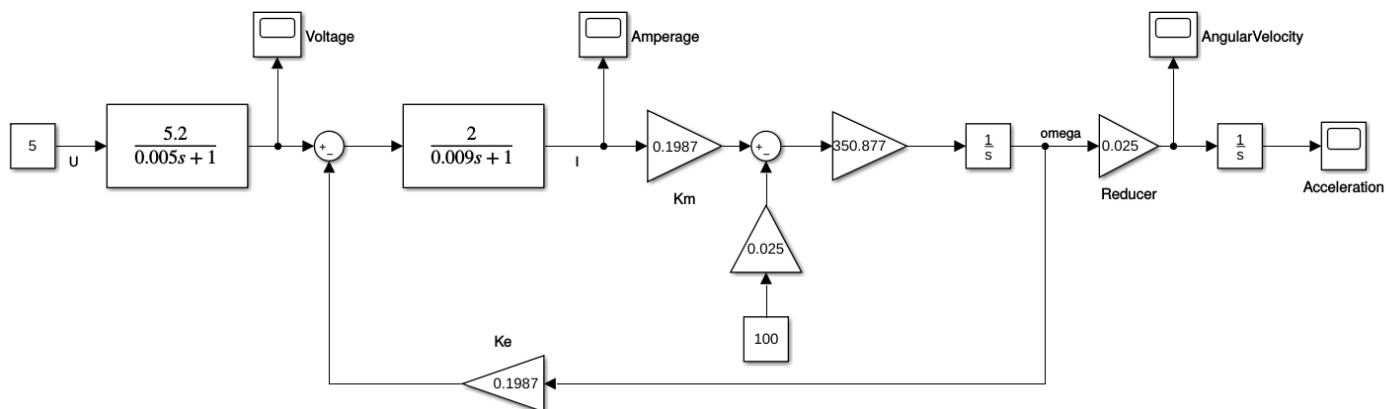 Voltage
Amperage
AngularVelocity
5
U
5.2
0.005s + 1
+
−
2
0.009s + 1
I
0.1987
Km
+
−
350.877
1
s
omega
0.025
Reducer
1
s
Acceleration
0.025
100
Ke
0.1987